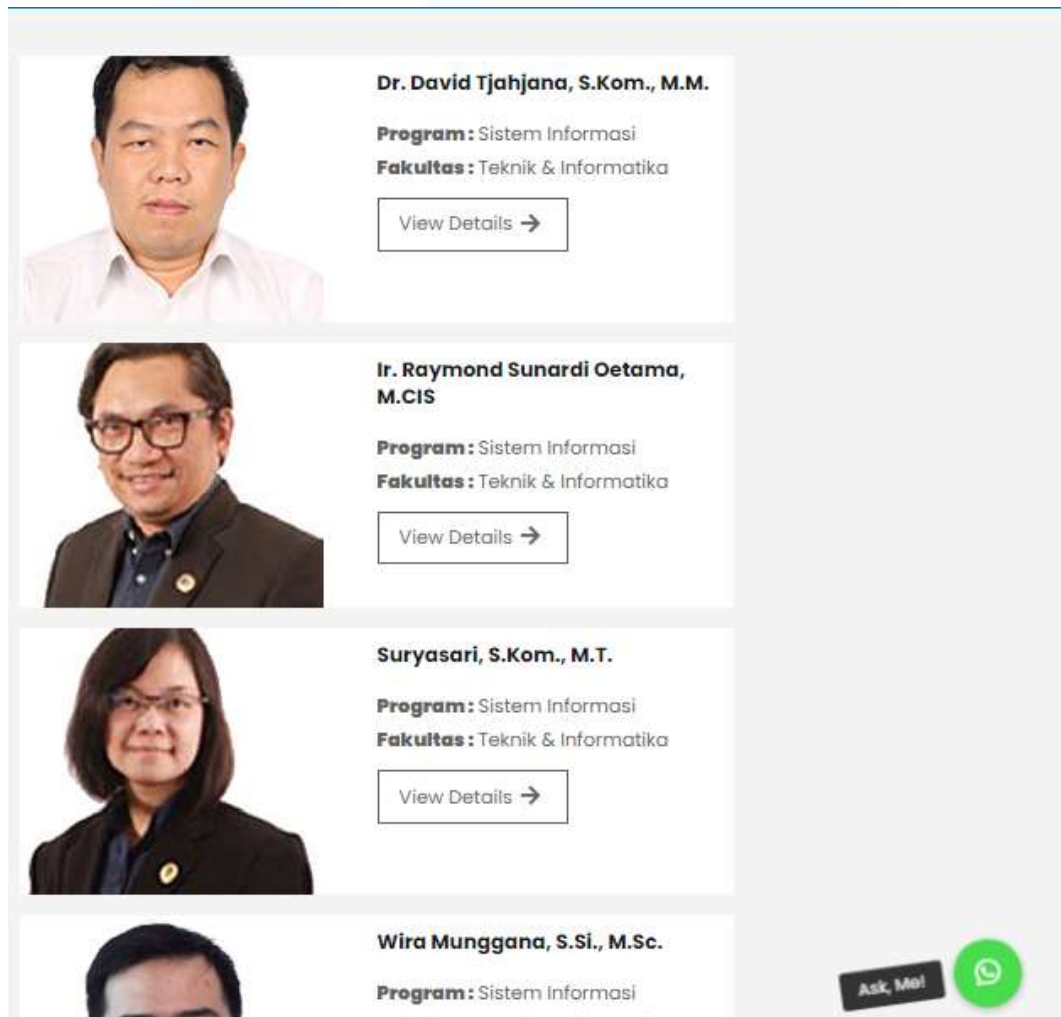 Dr. David Tjahjana, S.Kom., M.M.
Program : Sistem Informasi
Fakultas : Teknik & Informatika
View Details →
Ir. Raymond Sunardi Oetama,
M.CIS
Program : Sistem Informasi
Fakultas : Teknik & Informatika
View Details →
Suryasari, S.Kom., M.T.
Program : Sistem Informasi
Fakultas : Teknik & Informatika
View Details →
Wira Munggana, S.Si., M.Sc.
Program : Sistem Informasi
Ask, Me!